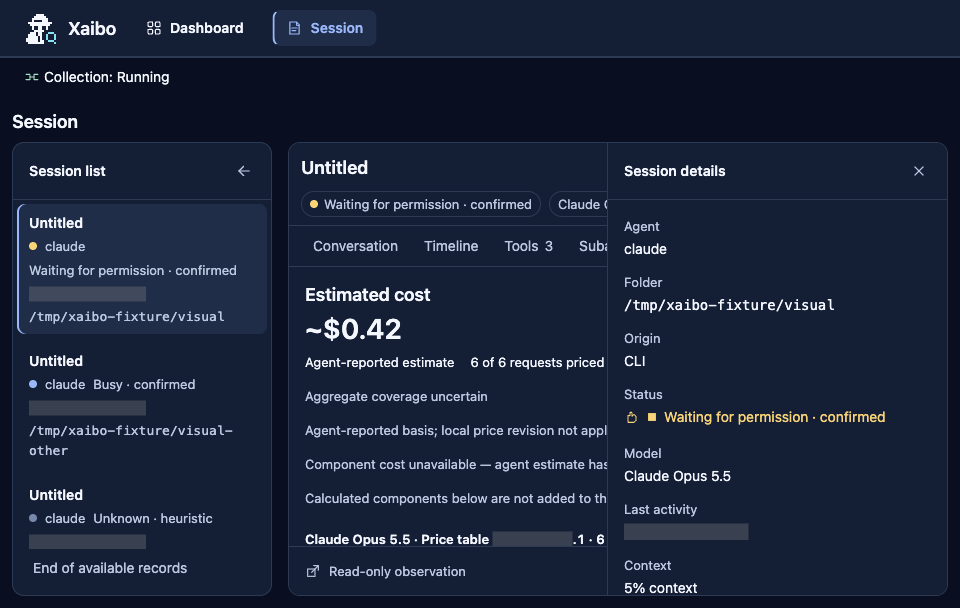 Xaibo
Dashboard
Session
Collection: Running
Session
Session list
Untitled
claude
Waiting for permission · confirmed
/tmp/xaibo-fixture/visual
Untitled
claude Busy · confirmed
/tmp/xaibo-fixture/visual-
other
Untitled
claude Unknown · heuristic
End of available records
Untitled
Waiting for permission · confirmed
Claude
Conversation
Timeline
Tools 3
Suba
Estimated cost
~$0.42
Agent-reported estimate 6 of 6 requests priced
Aggregate coverage uncertain
Agent-reported basis; local price revision not appl
Component cost unavailable — agent estimate has
Calculated components below are not added to th
Claude Opus 5.5 · Price table .1 · 6
Read-only observation
Session details
Agent
claude
Folder
/tmp/xaibo-fixture/visual
Origin
CLI
Status
Waiting for permission · confirmed
Model
Claude Opus 5.5
Last activity
Context
5% context